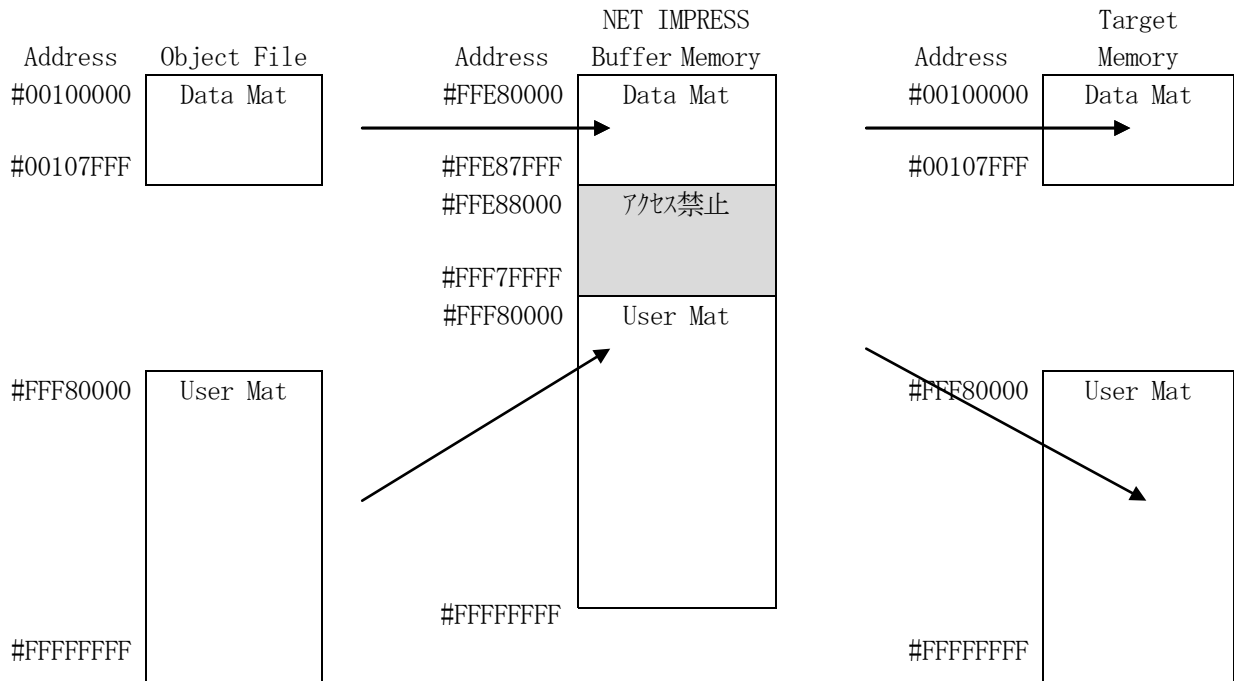 NET IMPRESS Target
Address Object File Address Buffer Memory Address Memory
#00100000 Data Mat #FFE80000 Data Mat #00100000 Data Mat
#00107FFF #FFE87FFF #00107FFF
#FFE88000 アクセス禁止
#FFF7FFFF
#FFF80000 User Mat
#FFF80000 User Mat #FFF80000 User Mat
#FFFFFFFF
#FFFFFFFF #FFFFFFFF